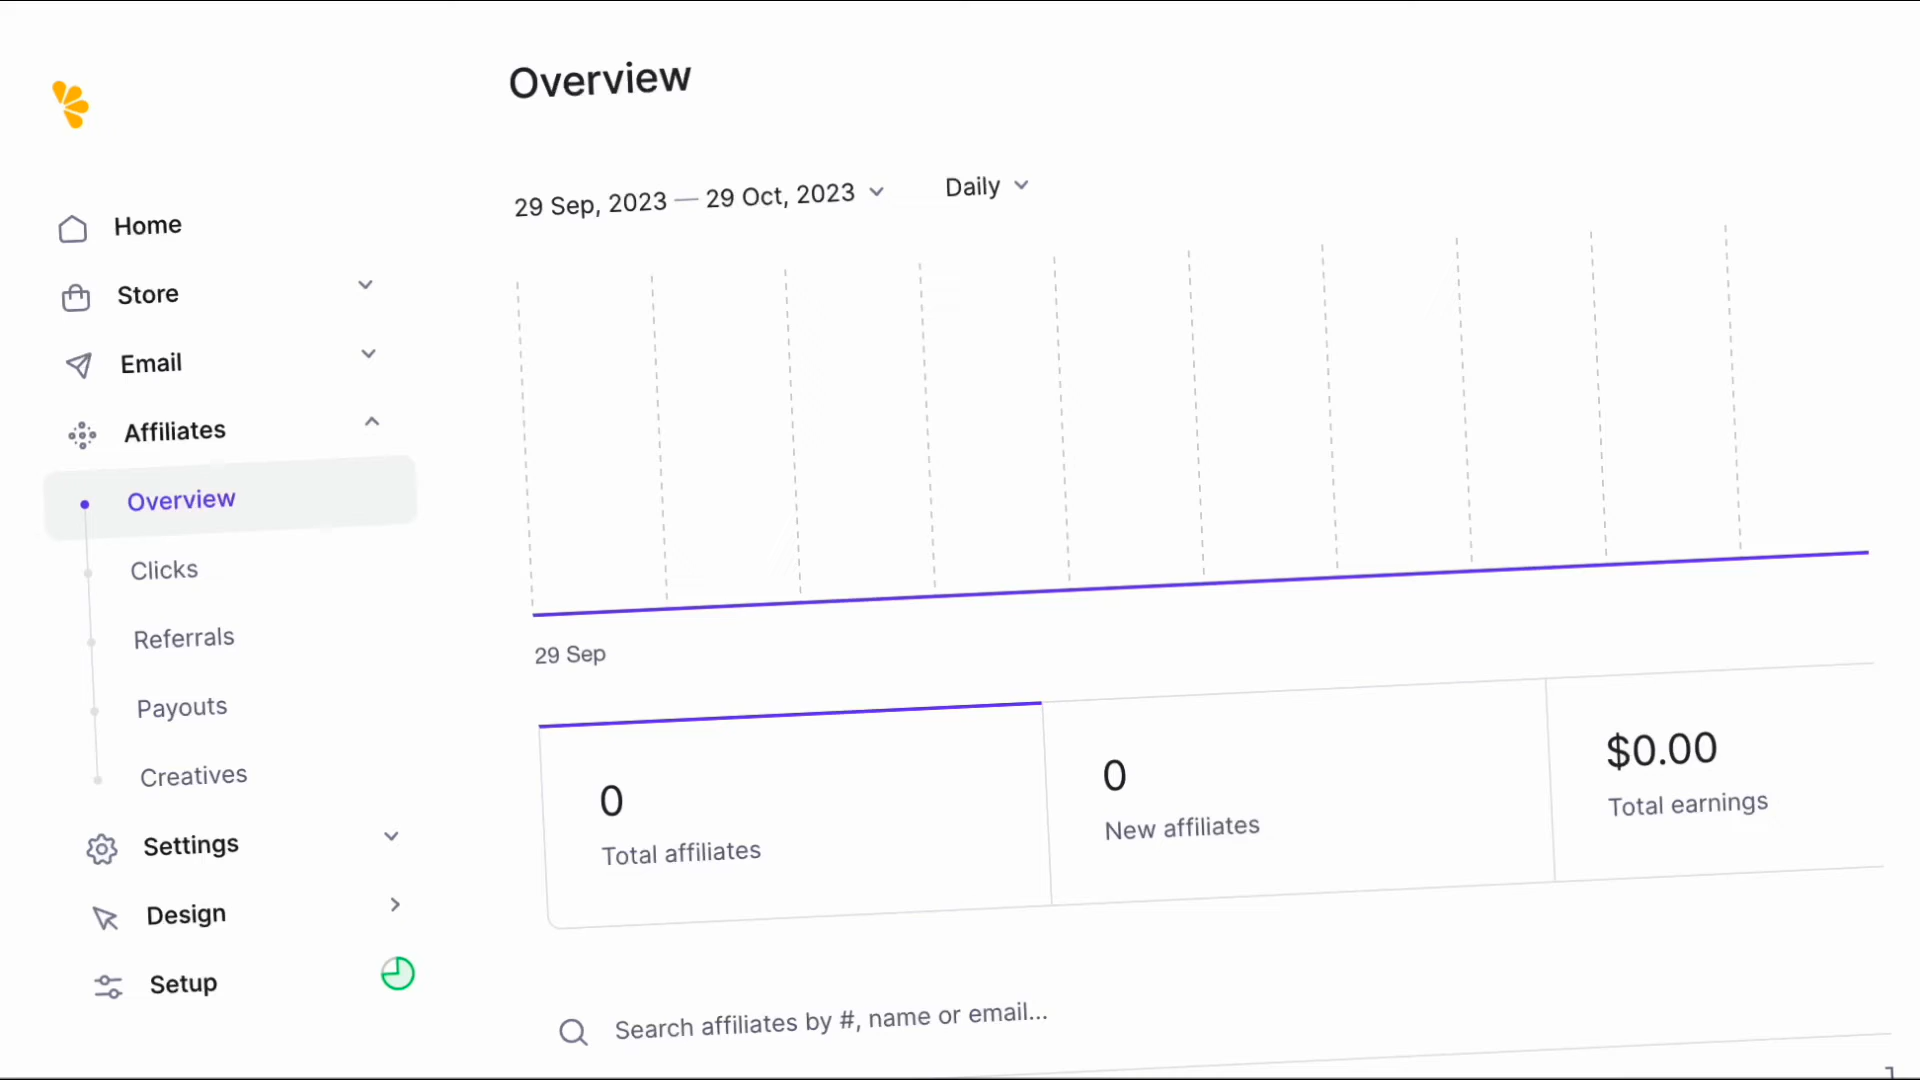 Overview
29 Sep, 2023 — 29 Oct, 2023
Daily
Home
Store
Email
Affiliates
Overview
Clicks
Referrals
Payouts
Creatives
Settings
Design
Setup
29 Sep
0
Total affiliates
0
New affiliates
$0.00
Total earnings
Search affiliates by #, name or email...